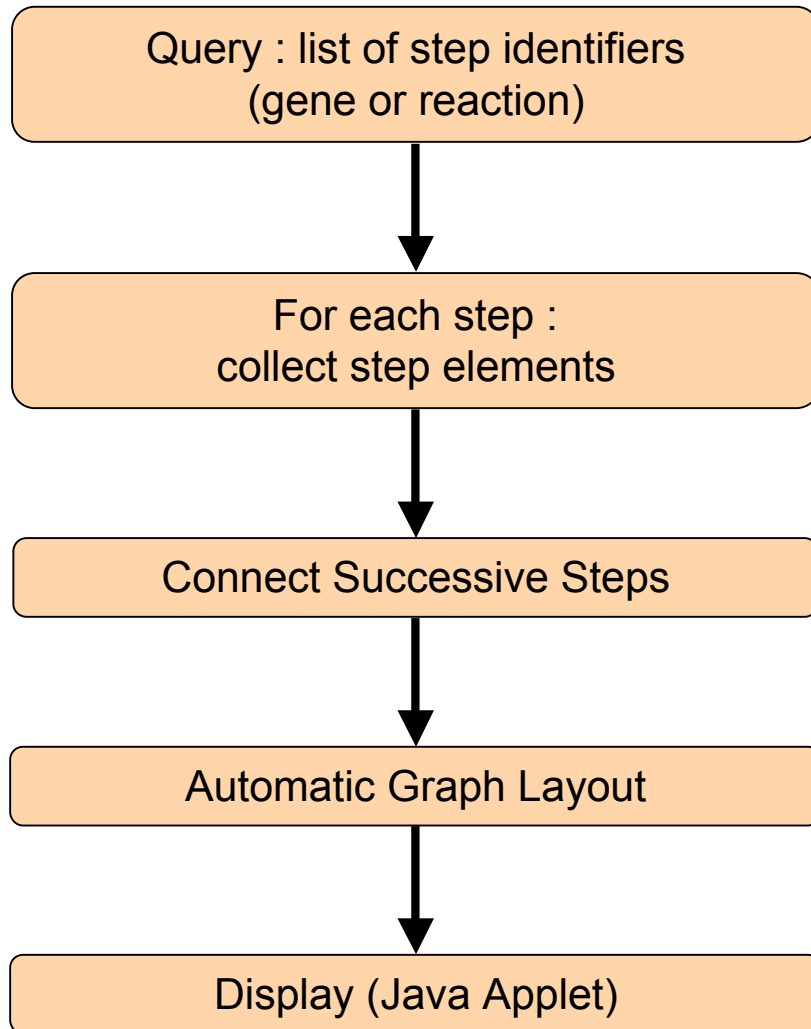 Query : list of step identifiers
(gene or reaction)
For each step :
collect step elements
Connect Successive Steps
Automatic Graph Layout
Display (Java Applet)